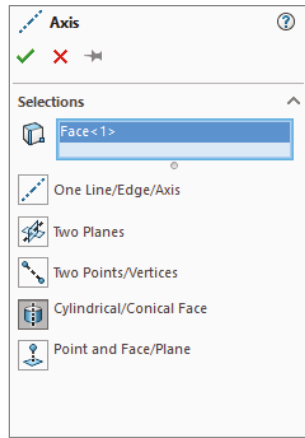 Axis
Selections
Face<1>
One Line/Edge/Axis
Two Planes
Two Points/Vertices
Cylindrical/Conical Face
Point and Face/Plane